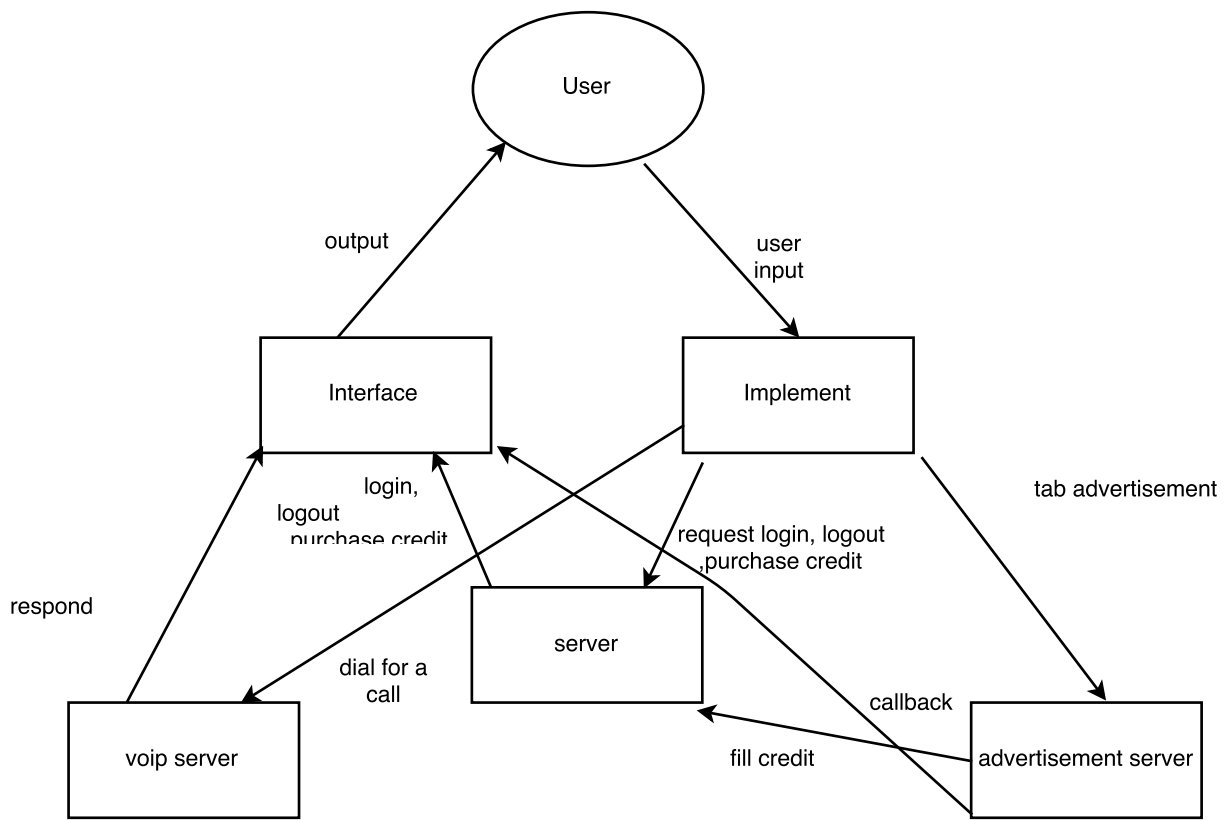 User
output
user
input
Interface
Implement
login,
logout
purchase credit
tab advertisement
request login, logout
,purchase credit
respond
server
dial for a
call
callback
voip server
fill credit
advertisement server